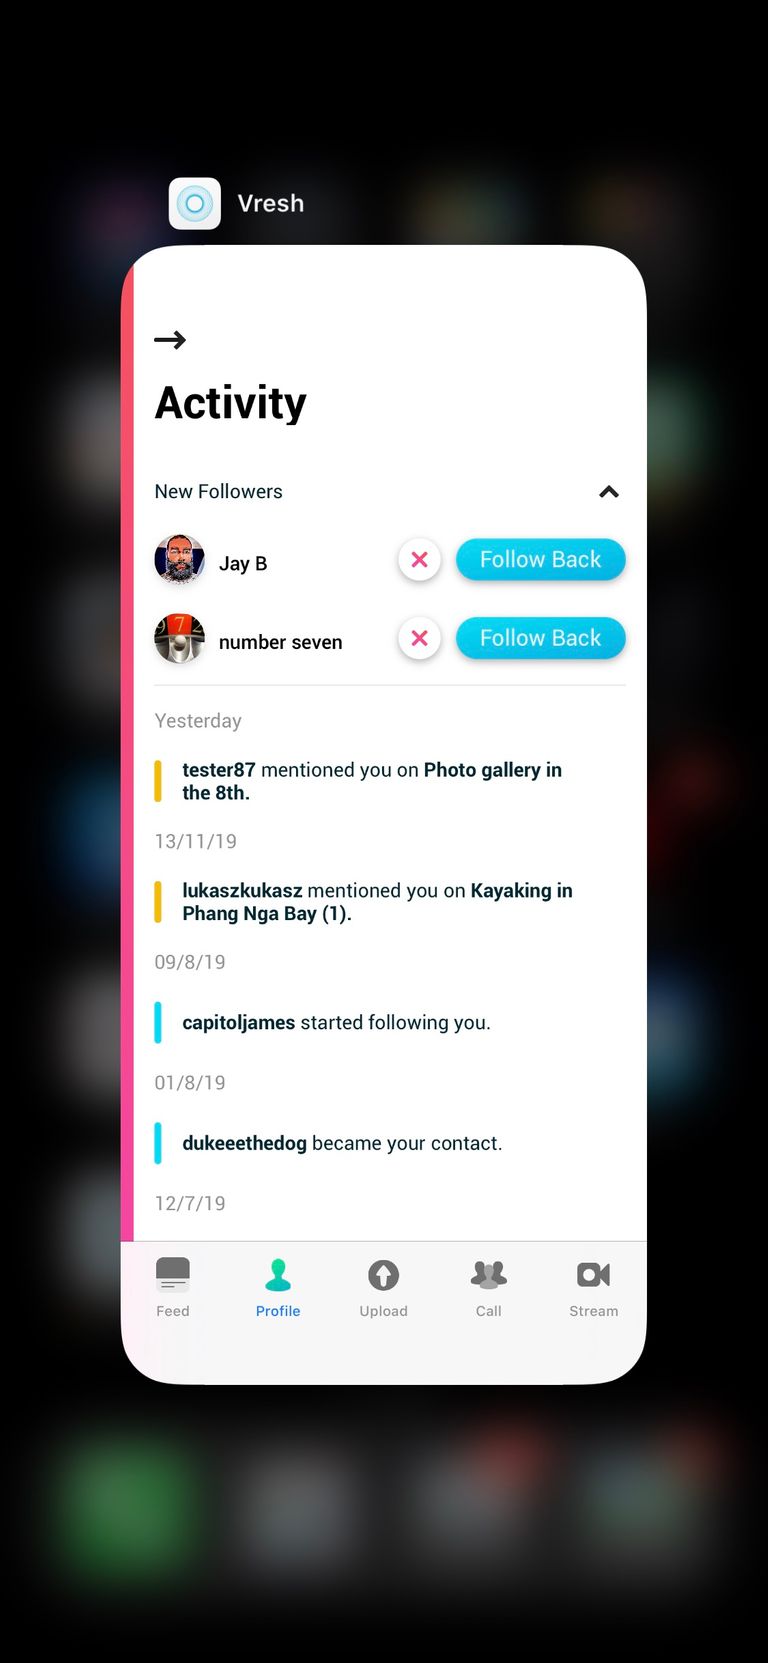 Vresh
Activity
New Followers
Jay B
Follow Back
7
number seven
Follow Back
Yesterday
tester87 mentioned you on Photo gallery in
the 8th.
13/11/19
lukaszkukasz mentioned you on Kayaking in
Phang Nga Bay (1).
09/8/19
capitoljames started following you.
01/8/19
dukeeethedog became your contact.
12/7/19
Feed
Profile
Upload
Call
Stream